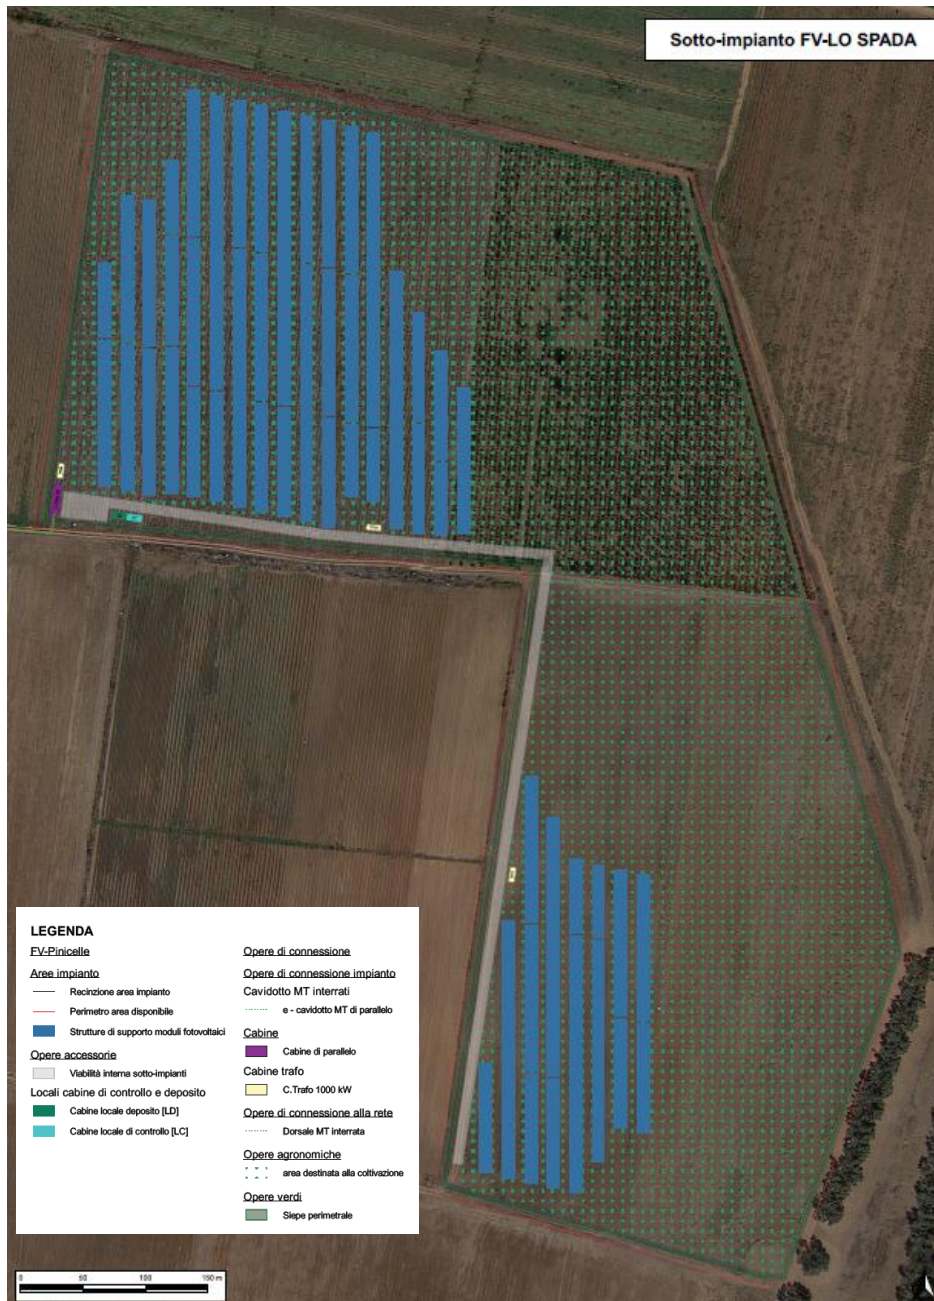 Sotto-impianto FV-LO SPADA
LEGENDA
FV-Pinicelle
Aree impianto
Recinzione area impianto
Perimetro area disponibile
Strutture di supporto moduli fotovoltaici
Opere accessorie
Viabilità interna sotto-impianti
Locali cabine di controllo e deposito
Cabine locale deposito [LD]
Cabine locale di controllo [LC]
Opere di connessione
Opere di connessione impianto
Cavidotto MT interrati
e - cavidotto MT di parallelo
Cabine
Cabine di parallelo
Cabine trafo
C.Trafo 1000 kW
Opere di connessione alla rete
Dorsale MT interrata
Opere agronomiche
area destinata alla coltivazione
Opere verdi
Siepe perimetrale
0 50 100 150 m